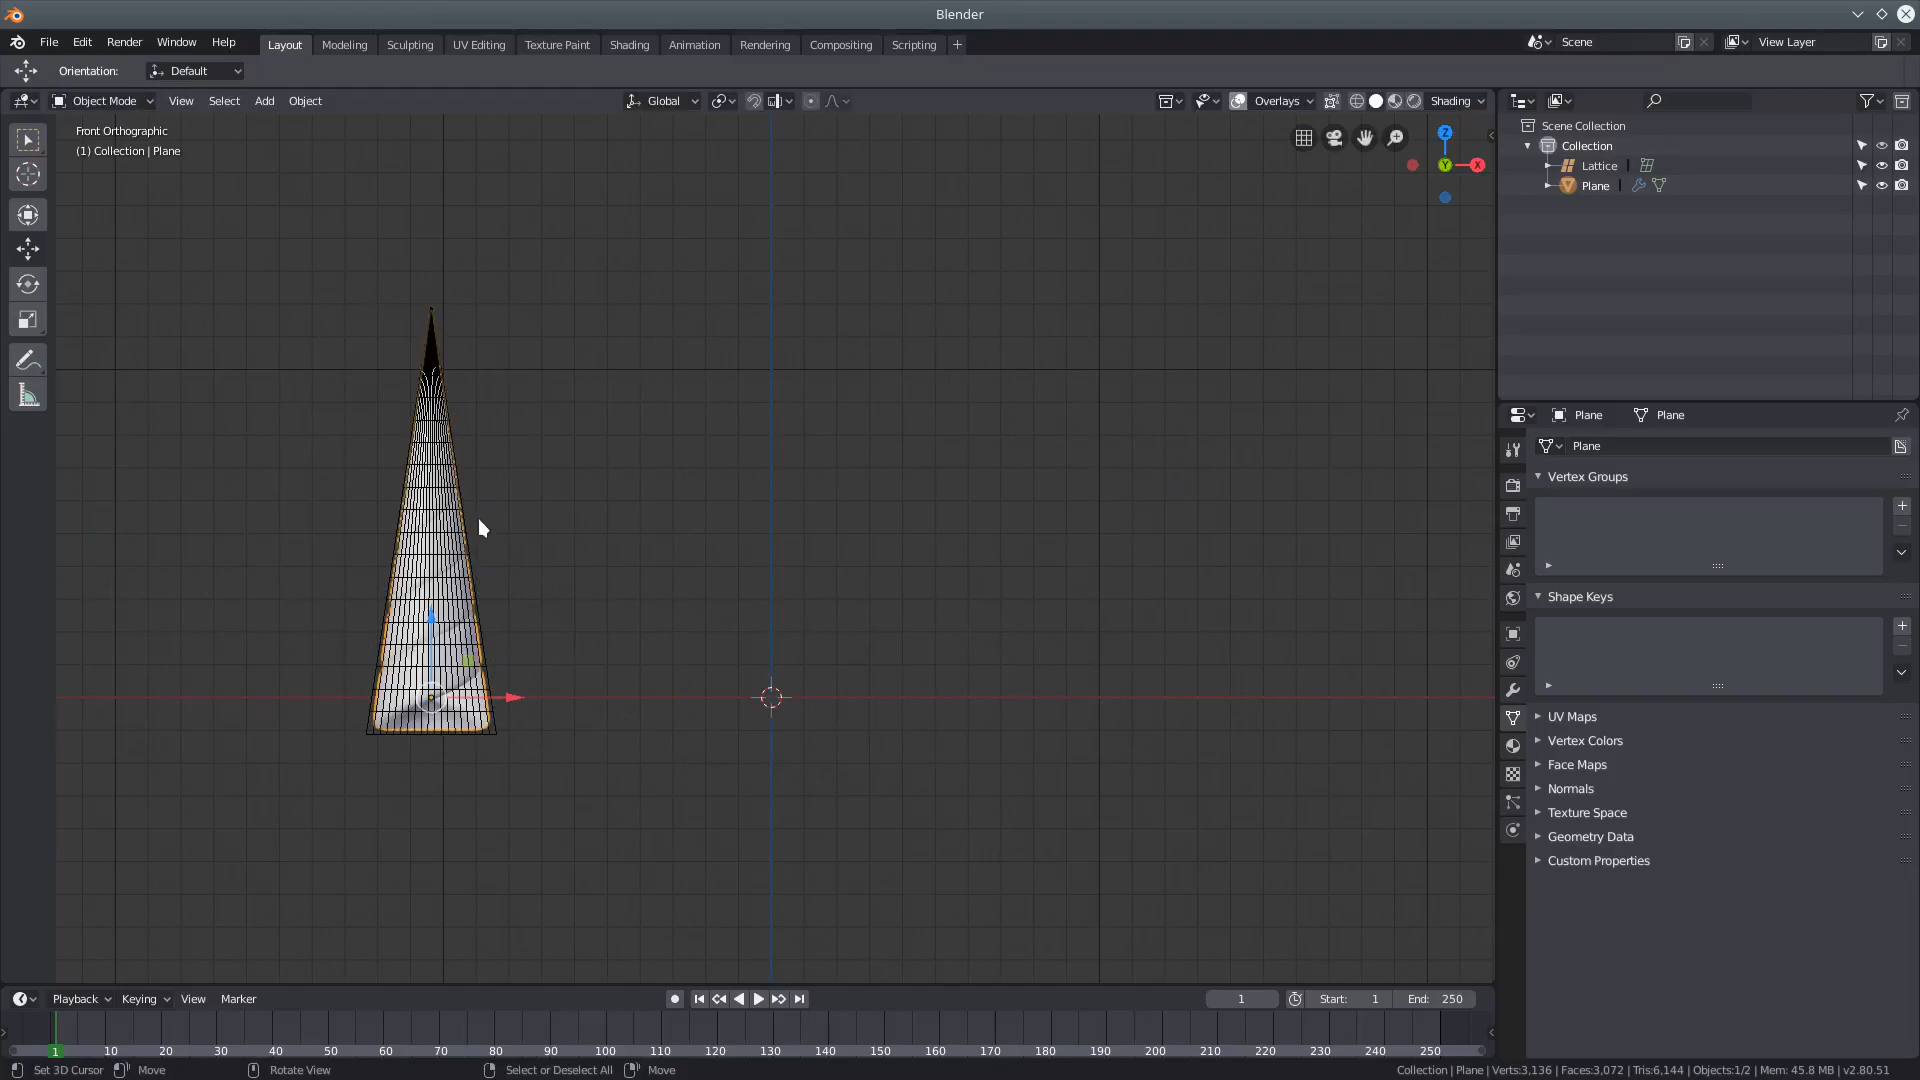 Blender
File Edit Render Window Help Layout Modeling Sculpting UV Editing Texture Paint Shading Animation Rendering Compositing Scripting + Scene View Layer
Orientation: Default
Object Mode View Select Add Object Global Overlays Shading
Front Orthographic
(1) Collection | Plane
Z
Y
X
Scene Collection
Collection
Lattice
Plane
Plane Plane
Plane
Vertex Groups
Shape Keys
UV Maps
Vertex Colors
Face Maps
Normals
Texture Space
Geometry Data
Custom Properties
Playback Keying View Marker 1 Start: 1 End: 250
1 10 20 30 40 50 60 70 80 90 100 110 120 130 140 150 160 170 180 190 200 210 220 230 240 250
Set 3D Cursor Move Rotate View Select or Deselect All Move Collection | Plane | Verts:3,136 | Faces:3,072 | Tris:6,144 | Objects:1/2 | Mem: 45.8 MB | v2.80.51